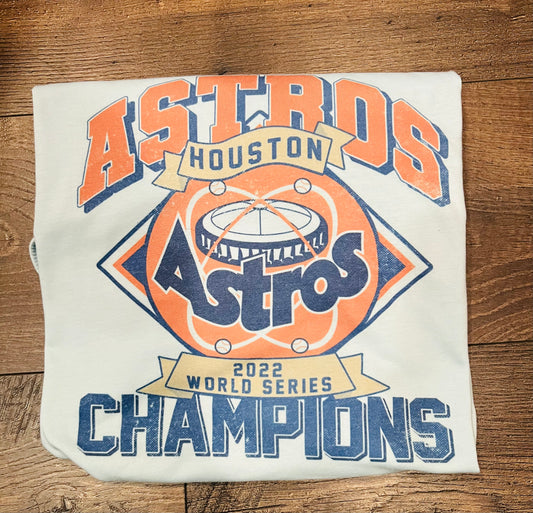 ASTROS
HOUSTON
Astros
2022
WORLD SERIES
CHAMPIONS